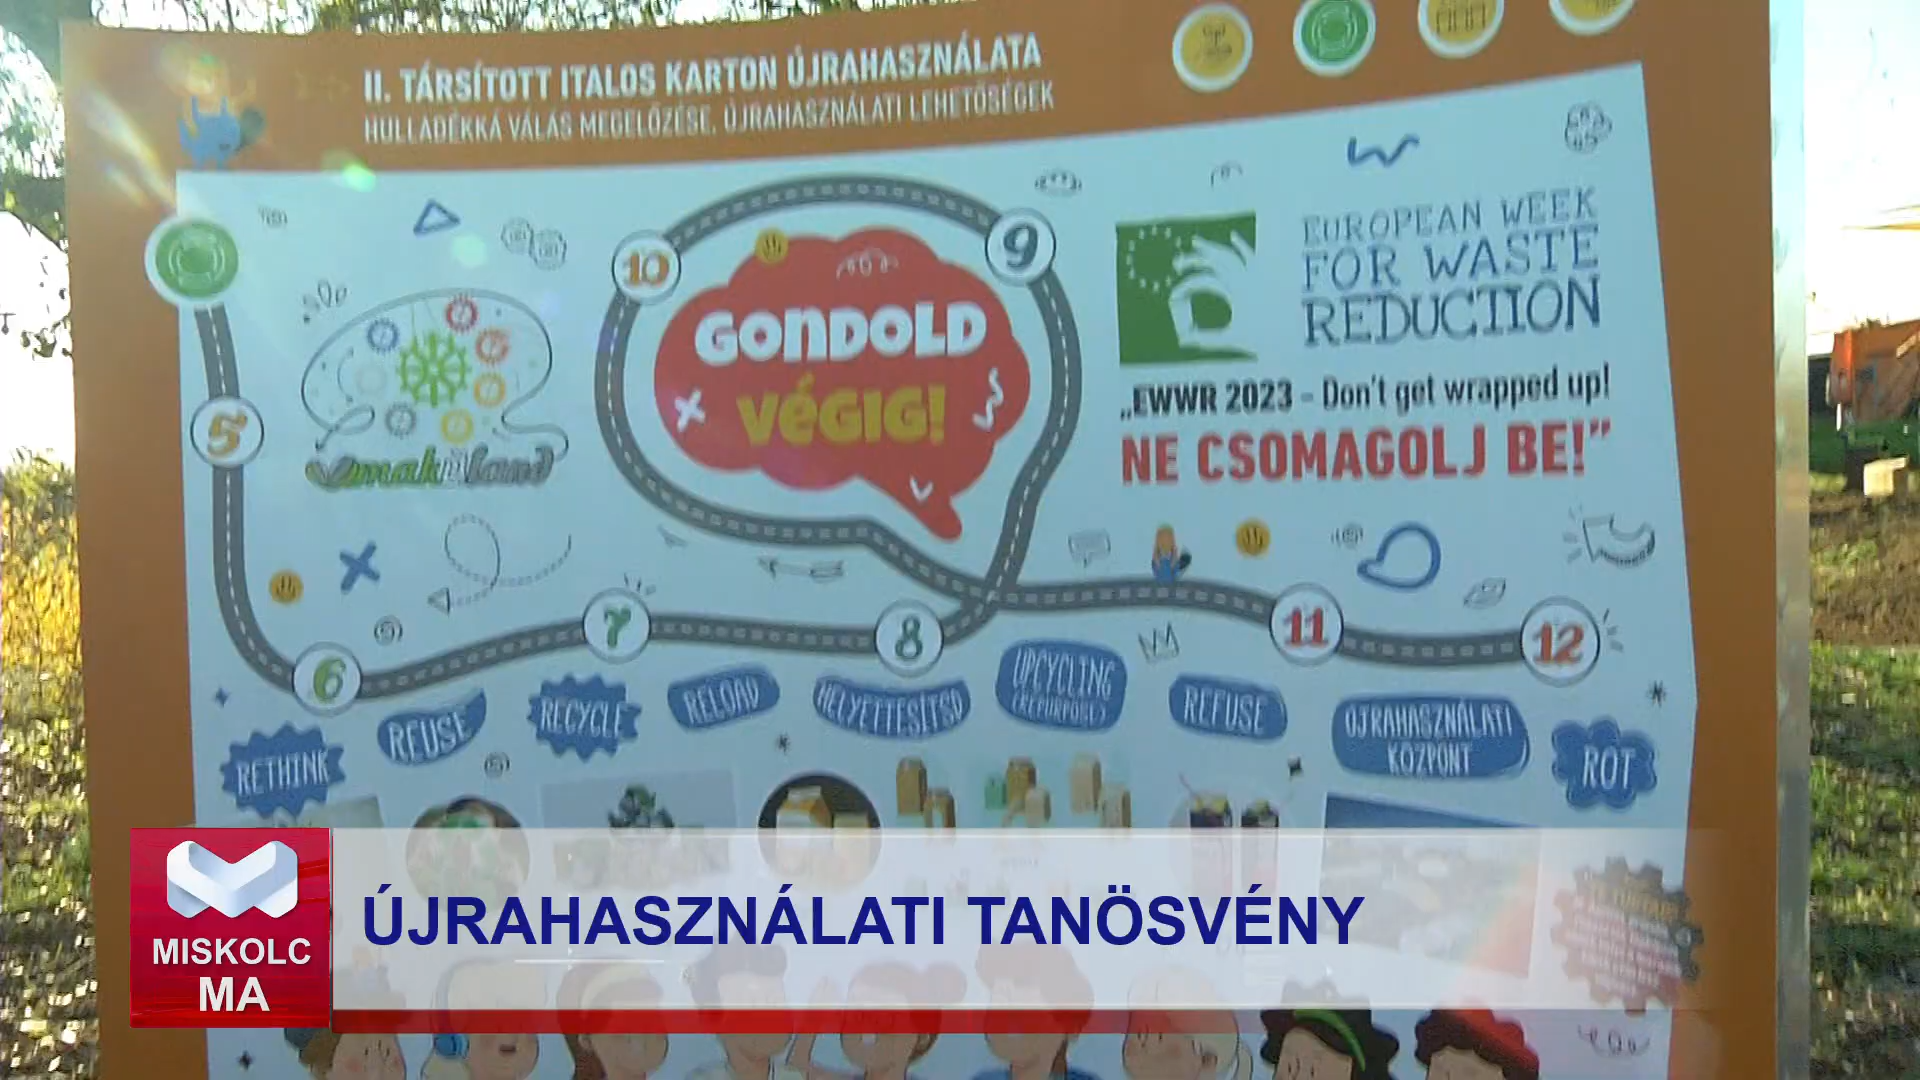 II. TÁRSÍTOTT ITALOS KARTON ÚJRAHASZNÁLATA
HULLADÉKKÁ VÁLÁS MEGELŐZÉSE, ÚJRAHASZNÁLATI LEHETŐSÉGEK
10
9
GONDOLD
VÉGIG!
EUROPEAN WEEK
FOR WASTE
REDUCTION
„EWWR 2023 - Don't get wrapped up!
NE CSOMAGOLJ BE!”
5
6
7
8
11
12
RETHINK
REUSE
RECYCLE
RELOAD
HELYETTESÍTSD
UPCYCLING
(REPURPOSE)
REFUSE
ÚJRAHASZNÁLATI
KÖZPONT
ROT
MISKOLC
MA
ÚJRAHASZNÁLATI TANÖSVÉNY